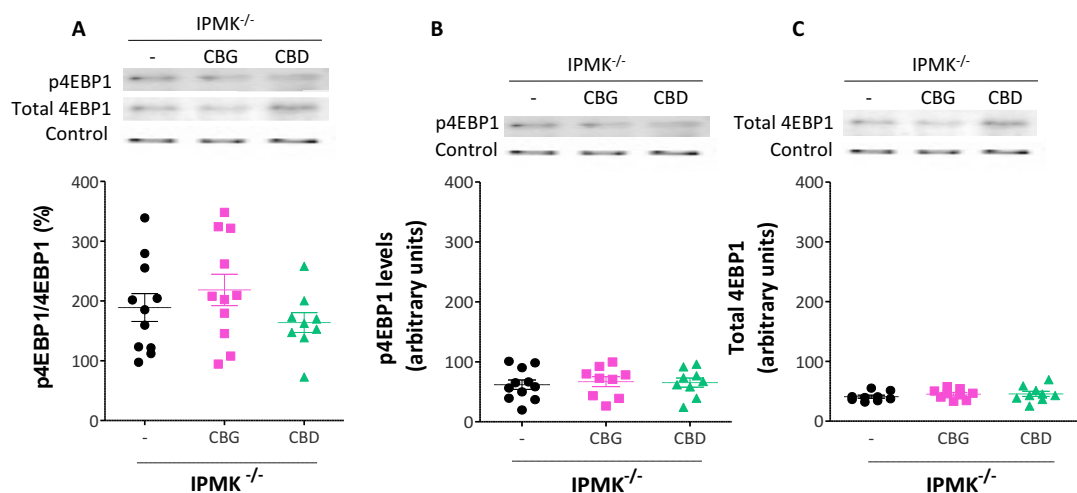 A
IPMK-/-
- CBG CBD
p4EBP1
Total 4EBP1
Control
p4EBP1/4EBP1 (%)
400
300
200
100
0
- CBG CBD
IPMK -/-
B
IPMK-/-
- CBG CBD
p4EBP1
Control
p4EBP1 levels
(arbitrary units)
400
300
200
100
0
- CBG CBD
IPMK-/-
C
IPMK-/-
- CBG CBD
Total 4EBP1
Control
Total 4EBP1
(arbitrary units)
400
300
200
100
0
- CBG CBD
IPMK-/-